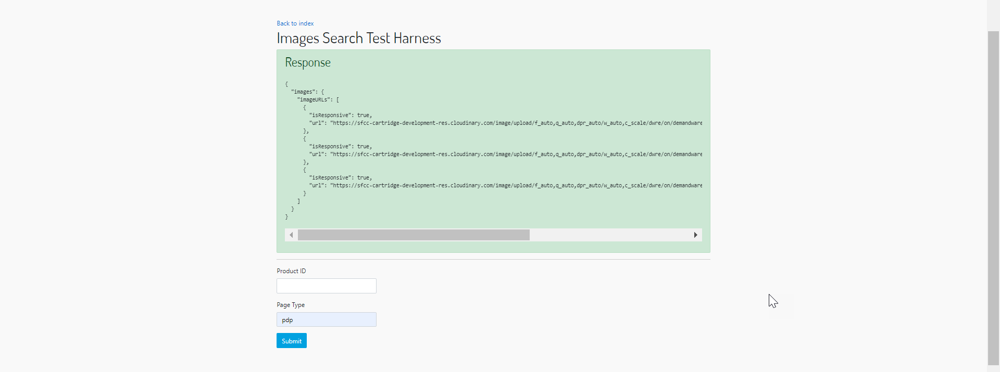 Back to index
Images Search Test Harness
Response
{
"images": {
"imageURLs": [
{
"isResponsive": true,
"url": "https://sfcc-cartridge-development-res.cloudinary.com/image/upload/f_auto,q_auto,dpr_auto/w_auto,c_scale/dwre/on/demandware
},
{
"isResponsive": true,
"url": "https://sfcc-cartridge-development-res.cloudinary.com/image/upload/f_auto,q_auto,dpr_auto/w_auto,c_scale/dwre/on/demandware
},
{
"isResponsive": true,
"url": "https://sfcc-cartridge-development-res.cloudinary.com/image/upload/f_auto,q_auto,dpr_auto/w_auto,c_scale/dwre/on/demandware
}
]
}
}
Product ID
Page Type
pdp
Submit